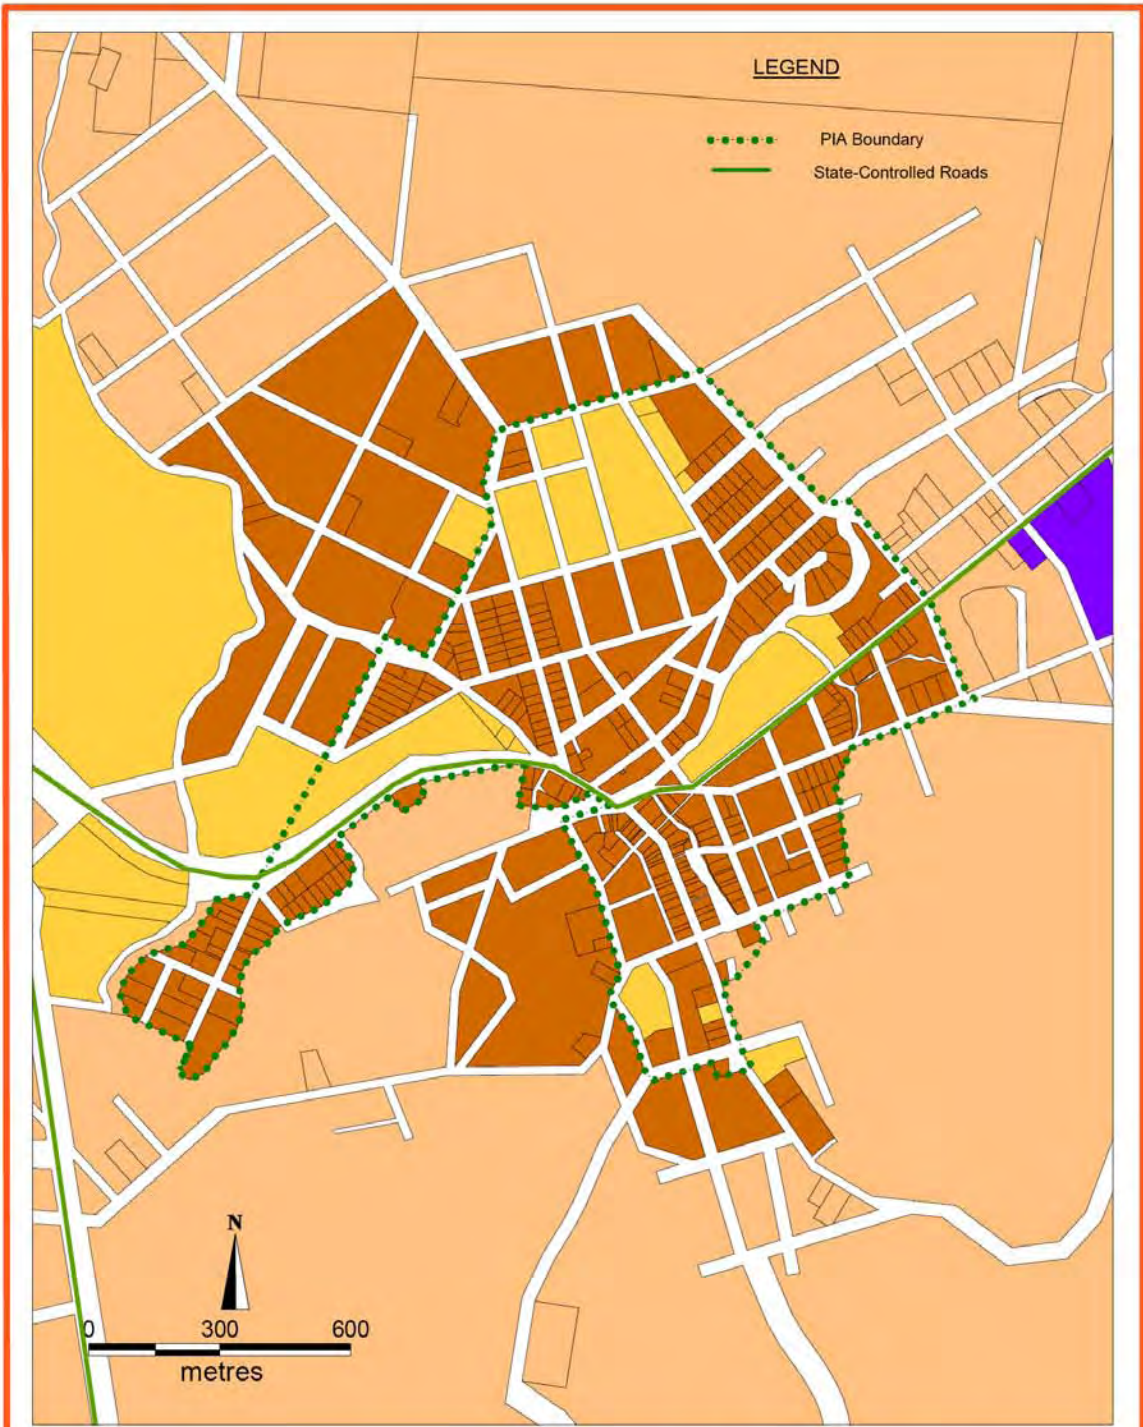 LEGEND
PIA Boundary
State-Controlled Roads
N
0 300 600
metres